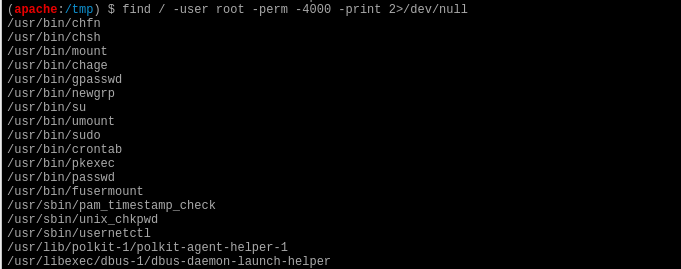 (apache:/tmp) $ find / -user root -perm -4000 -print 2>/dev/null
/usr/bin/chfn
/usr/bin/chsh
/usr/bin/mount
/usr/bin/chage
/usr/bin/gpasswd
/usr/bin/newgrp
/usr/bin/su
/usr/bin/umount
/usr/bin/sudo
/usr/bin/crontab
/usr/bin/pkexec
/usr/bin/passwd
/usr/bin/fusermount
/usr/sbin/pam_timestamp_check
/usr/sbin/unix_chkpwd
/usr/sbin/usernetctl
/usr/lib/polkit-1/polkit-agent-helper-1
/usr/libexec/dbus-1/dbus-daemon-launch-helper